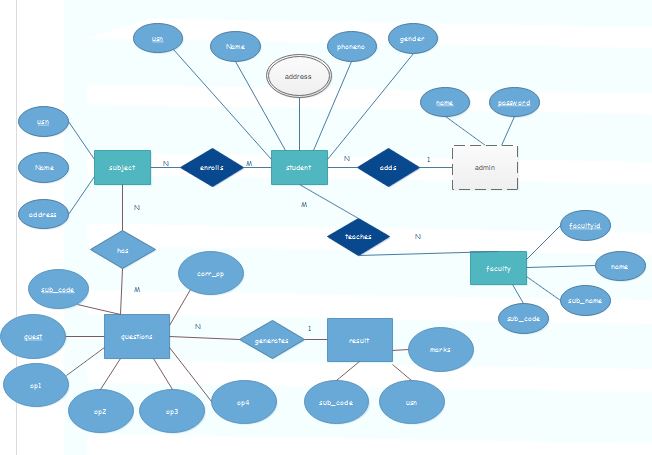 usn
Name
phoneno
gender
address
name
password
usn
Name
address
subject
N
enrolls
M
student
N
adds
1
admin
N
M
teaches
N
has
M
faculty
facultyid
name
sub_name
sub_code
corr_op
sub_code
quest
op1
op2
op3
op4
questions
N
generates
1
result
marks
sub_code
usn